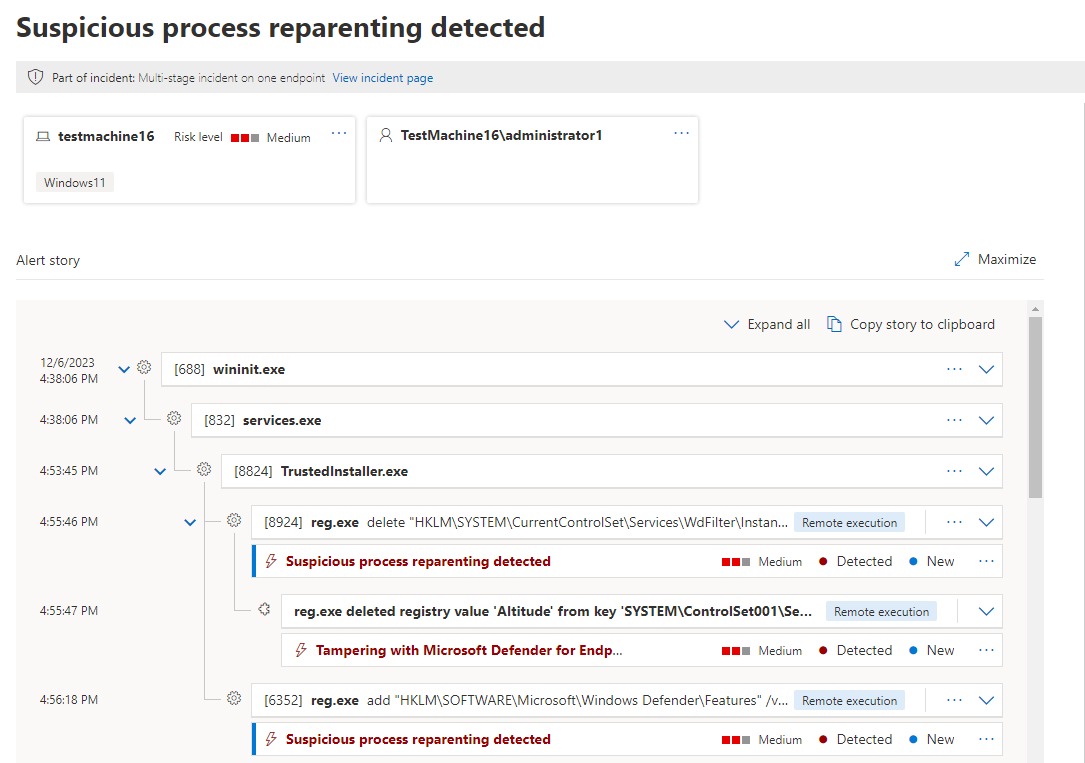 Suspicious process reparenting detected
Part of incident: Multi-stage incident on one endpoint View incident page
testmachine16 Risk level Medium ...
Windows11
TestMachine16\administrator1 ...
Alert story
Maximize
Expand all Copy story to clipboard
12/6/2023
4:38:06 PM
[688] wininit.exe ...
4:38:06 PM [832] services.exe ...
4:53:45 PM [8824] TrustedInstaller.exe ...
4:55:46 PM [8924] reg.exe delete "HKLM\SYSTEM\CurrentControlSet\Services\WdFilter\Instan... Remote execution ...
Suspicious process reparenting detected Medium Detected New ...
4:55:47 PM reg.exe deleted registry value 'Altitude' from key 'SYSTEM\ControlSet001\Se... Remote execution
Tampering with Microsoft Defender for Endp... Medium Detected New ...
4:56:18 PM [6352] reg.exe add "HKLM\SOFTWARE\Microsoft\Windows Defender\Features" /v... Remote execution ...
Suspicious process reparenting detected Medium Detected New ...